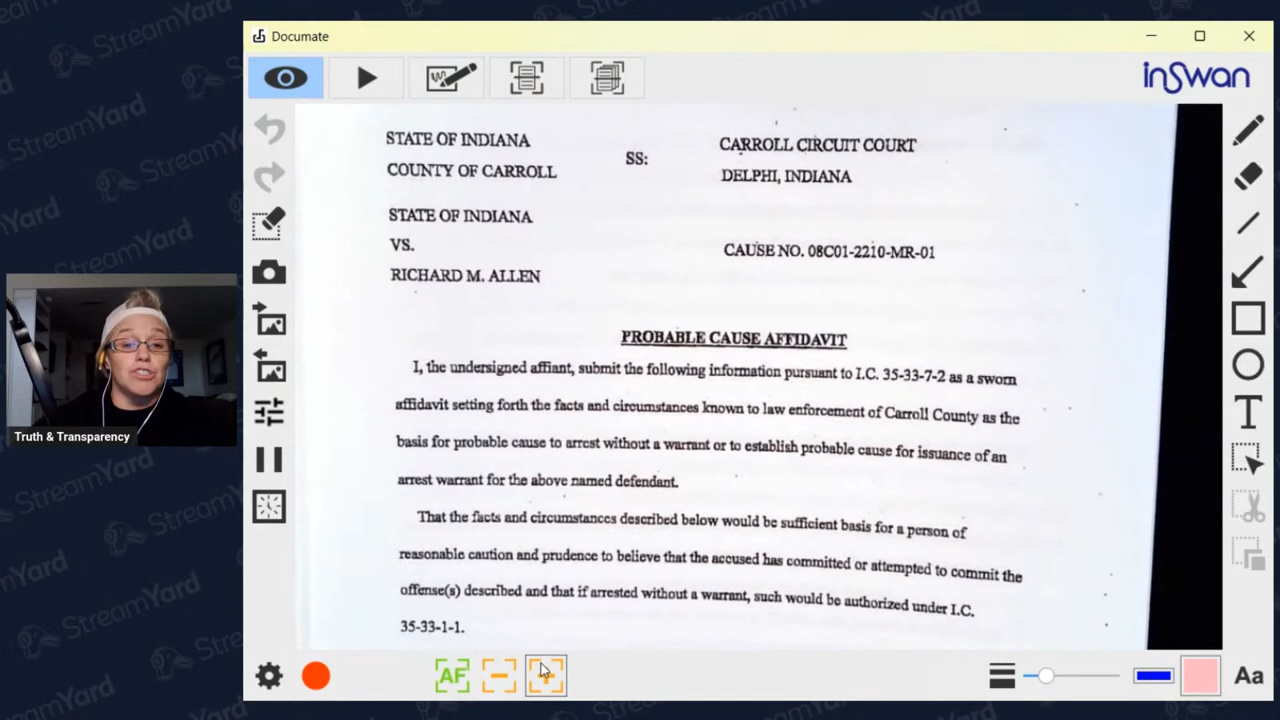 Documate
inSwan
STATE OF INDIANA
COUNTY OF CARROLL
SS:
CARROLL CIRCUIT COURT
DELPHI, INDIANA
STATE OF INDIANA
VS.
RICHARD M. ALLEN
CAUSE NO. 08C01-2210-MR-01
PROBABLE CAUSE AFFIDAVIT
I, the undersigned affiant, submit the following information pursuant to I.C. 35-33-7-2 as a sworn
affidavit setting forth the facts and circumstances known to law enforcement of Carroll County as the
basis for probable cause to arrest without a warrant or to establish probable cause for issuance of an
arrest warrant for the above named defendant.
That the facts and circumstances described below would be sufficient basis for a person of
reasonable caution and prudence to believe that the accused has committed or attempted to commit the
offense(s) described and that if arrested without a warrant, such would be authorized under I.C.
35-33-1-1.
Truth & Transparency
AF
T
Aa
StreamYard